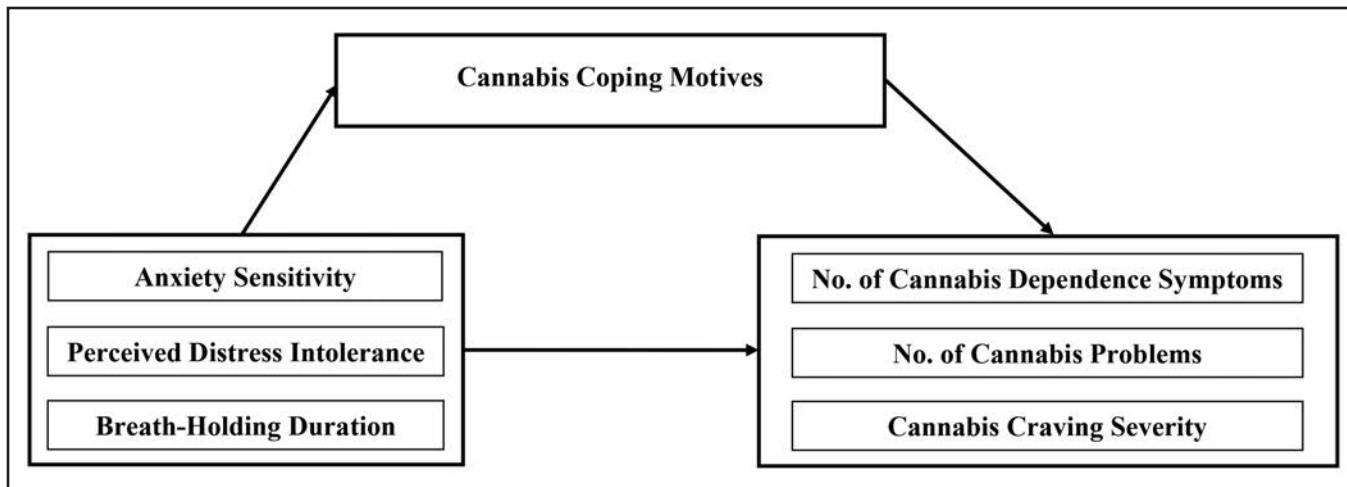 Cannabis Coping Motives
Anxiety Sensitivity
Perceived Distress Intolerance
Breath-Holding Duration
No. of Cannabis Dependence Symptoms
No. of Cannabis Problems
Cannabis Craving Severity